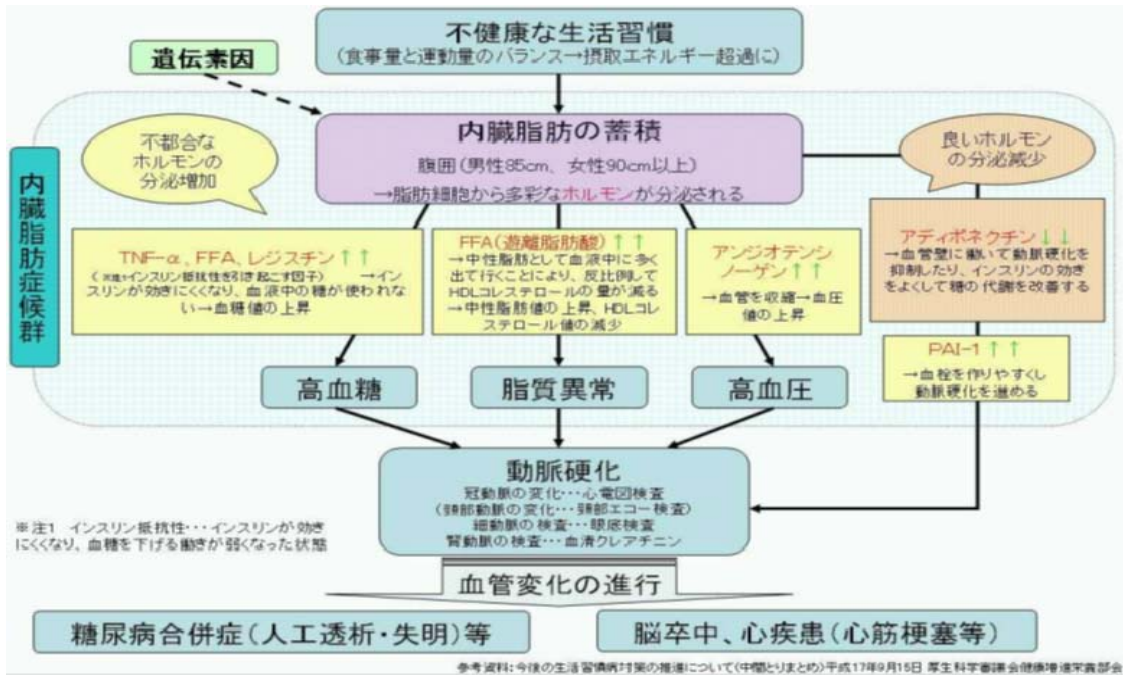 不健康な生活習慣
(食事量と運動量のバランス→摂取エネルギー超過に)
遺伝素因
内臓脂肪症候群
不都合な
ホルモンの
分泌増加
内臓脂肪の蓄積
腹囲(男性85cm、女性90cm以上)
→脂肪細胞から多彩なホルモンが分泌される
良いホルモン
の分泌減少
TNF-α、FFA、レジスチン↑↑
(※注1インスリン抵抗性を引き起こす因子) →イン
スリンが効きにくくなり、血液中の糖が使われな
い→血糖値の上昇
FFA(遊離脂肪酸)↑↑
→中性脂肪として血液中に多く
出て行くことにより、反比例して
HDLコレステロールの量が減る
→中性脂肪値の上昇、HDLコレ
ステロール値の減少
アンジオテンシ
ノーゲン↑↑
→血管を収縮→血圧
値の上昇
アディポネクチン↓↓
→血管壁に働いて動脈硬化を
抑制したり、インスリンの効き
をよくして糖の代謝を改善する
PAI-1↑↑
→血栓を作りやすくし
動脈硬化を進める
高血糖
脂質異常
高血圧
動脈硬化
冠動脈の変化・・・心電図検査
(頸部動脈の変化・・・頸部エコー検査)
細動脈の検査・・・眼底検査
腎動脈の検査・・・血清クレアチニン
※注1 インスリン抵抗性・・・インスリンが効き
にくくなり、血糖を下げる働きが弱くなった状態
血管変化の進行
糖尿病合併症(人工透析・失明)等
脳卒中、心疾患(心筋梗塞等)
参考資料:今後の生活習慣病対策の推進について(中間とりまとめ)平成17年9月15日 厚生科学審議会健康増進栄養部会